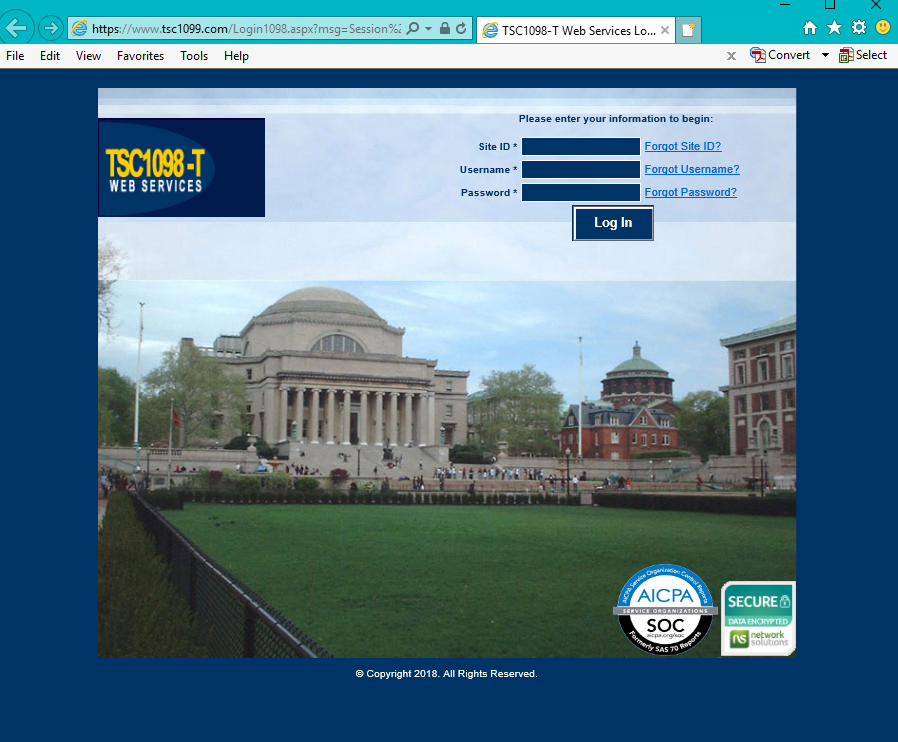 https://www.tsc1099.com/Login1098.aspx?msg=Session%2
TSC1098-T Web Services Lo...
File Edit View Favorites Tools Help
x Convert Select
Please enter your information to begin:
TSC1098-T
WEB SERVICES
Site ID * Forgot Site ID?
Username * Forgot Username?
Password * Forgot Password?
Log In
AICPA Service Organization Control Reports
AICPA
SERVICE ORGANIZATIONS
SOC
aicpa.org/soc
Formerly SAS 70 Reports
SECURE
DATA ENCRYPTED
ns network
solutions
© Copyright 2018. All Rights Reserved.